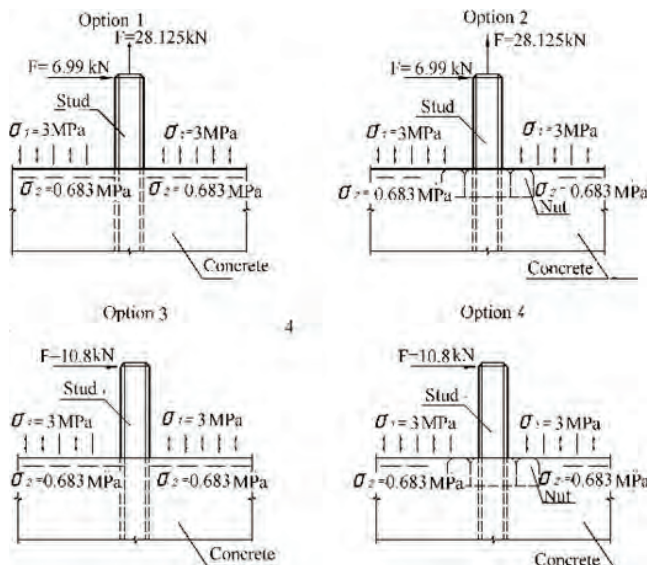 Option 1
F=28.125kN
F= 6.99 kN
Stud
σ₁=3MPa
σ₁=3MPa
σ₂=0.683MPa
σ₂=0.683MPa
Concrete
Option 2
F=28.125kN
F= 6.99 kN
Stud
σ₁=3MPa
σ₁=3MPa
σ₂=0.683MPa
σ₂=0.683MPa
Nut
Concrete
Option 3
4
F=10.8kN
Stud
σ₁=3MPa
σ₁=3MPa
σ₂=0.683MPa
σ₂=0.683MPa
Concrete
Option 4
F=10.8kN
Stud
σ₁=3MPa
σ₁=3MPa
σ₂=0.683MPa
σ₂=0.683MPa
Nut
Concrete